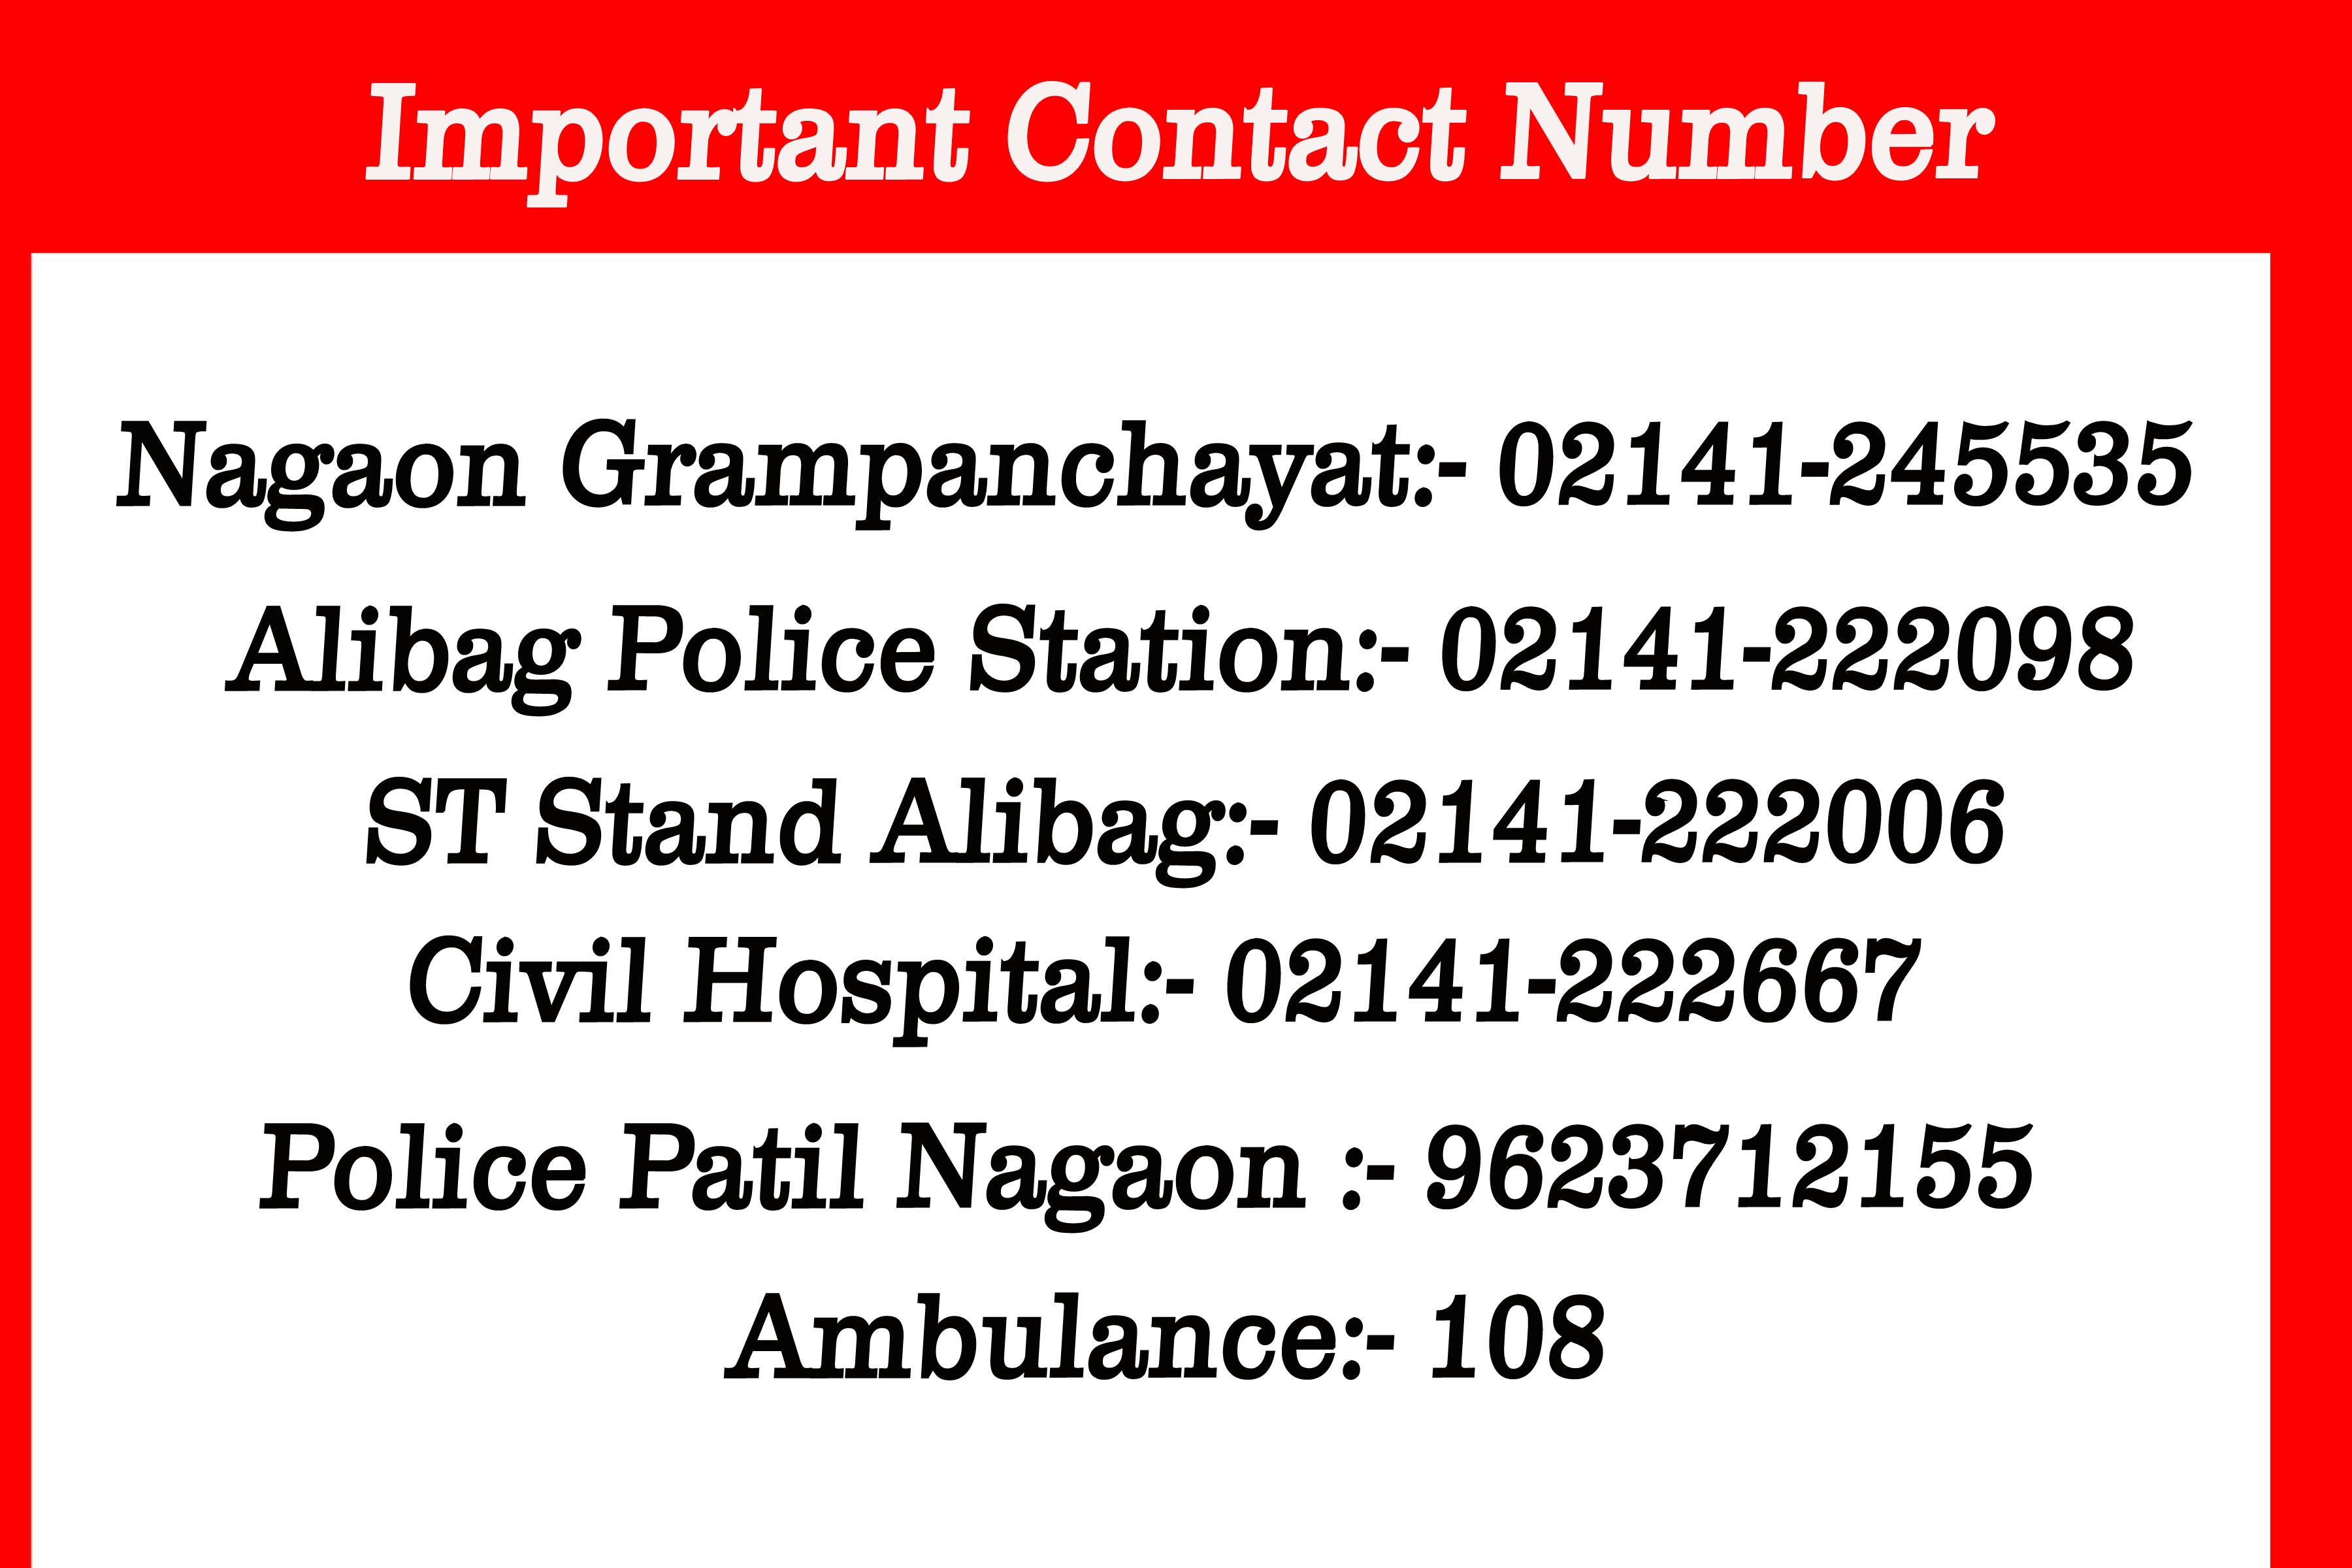 Important Contact Number
Nagaon Grampanchayat:- 02141-245535
Alibag Police Station:- 02141-222098
ST Stand Alibag:- 02141-222006
Civil Hospital:- 02141-222667
Police Patil Nagaon :- 9623712155
Ambulance:- 108